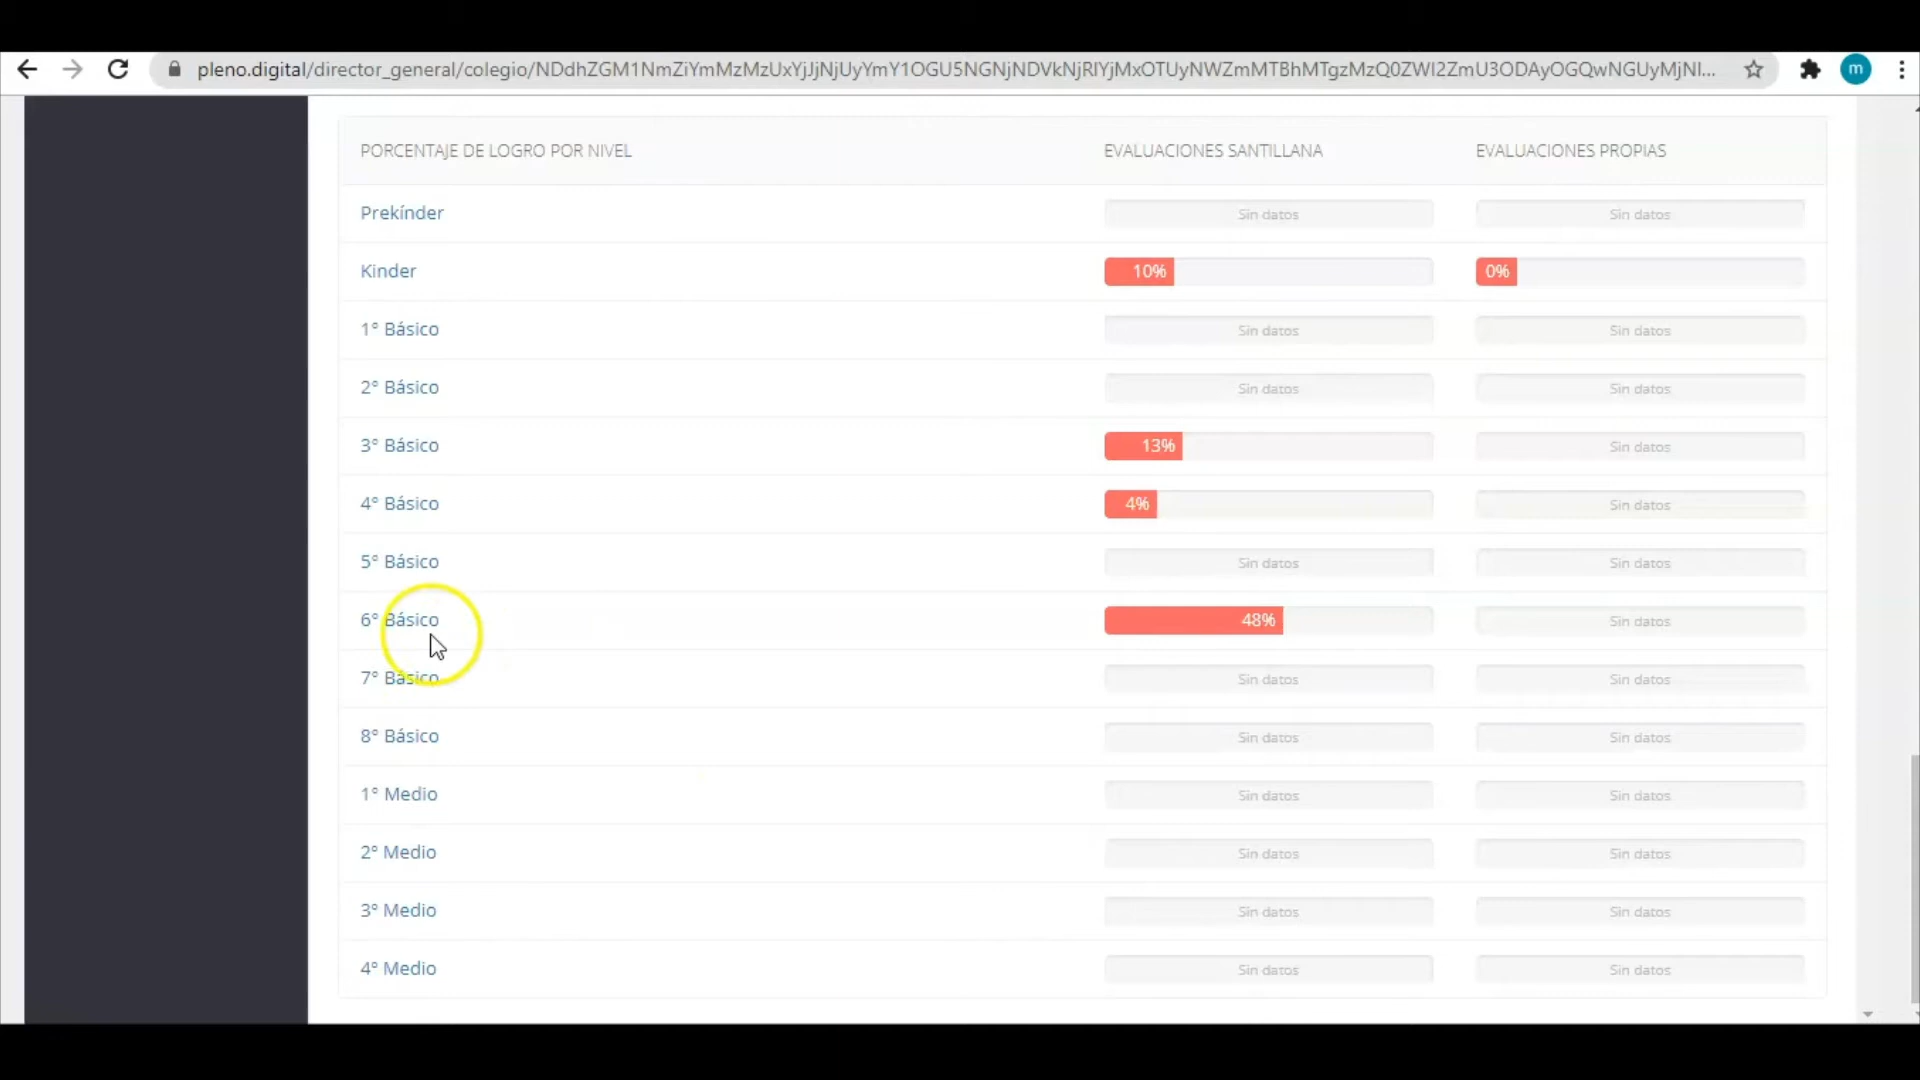 pleno.digital/director_general/colegio/NDdhZGM1NmZiYmMzMzUxYjJjNjUyYmY1OGU5NGNjNDVkNjRlYjMxOTUyNWZmMTBhMTgzMzQ0ZWI2ZmU3ODAyOGQwNGUyMjNl...
m
PORCENTAJE DE LOGRO POR NIVEL EVALUACIONES SANTILLANA EVALUACIONES PROPIAS
Prekínder Sin datos Sin datos
Kinder 10% 0%
1° Básico Sin datos Sin datos
2° Básico Sin datos Sin datos
3° Básico 13% Sin datos
4° Básico 4% Sin datos
5° Básico Sin datos Sin datos
6° Básico 48% Sin datos
7° Básico Sin datos Sin datos
8° Básico Sin datos Sin datos
1° Medio Sin datos Sin datos
2° Medio Sin datos Sin datos
3° Medio Sin datos Sin datos
4° Medio Sin datos Sin datos